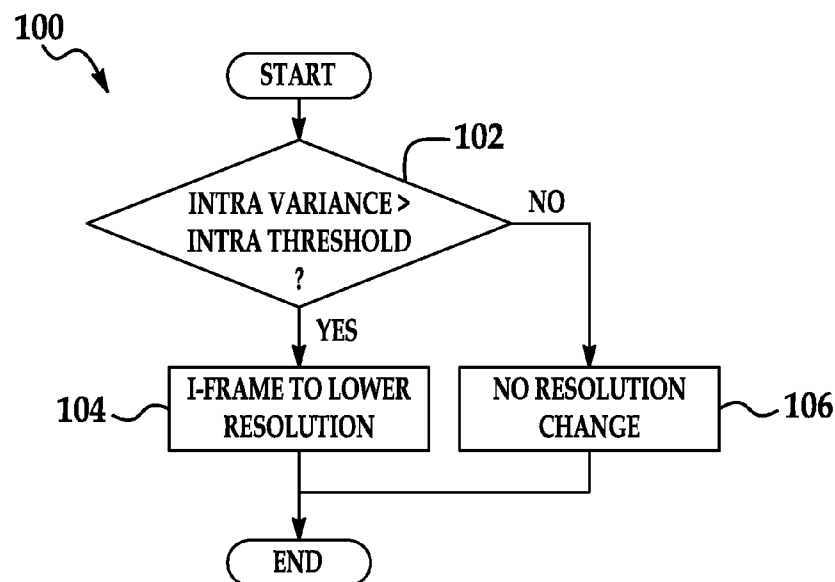 100
START
102
INTRA VARIANCE >
INTRA THRESHOLD
?
NO
YES
104
I-FRAME TO LOWER
RESOLUTION
NO RESOLUTION
CHANGE
106
END